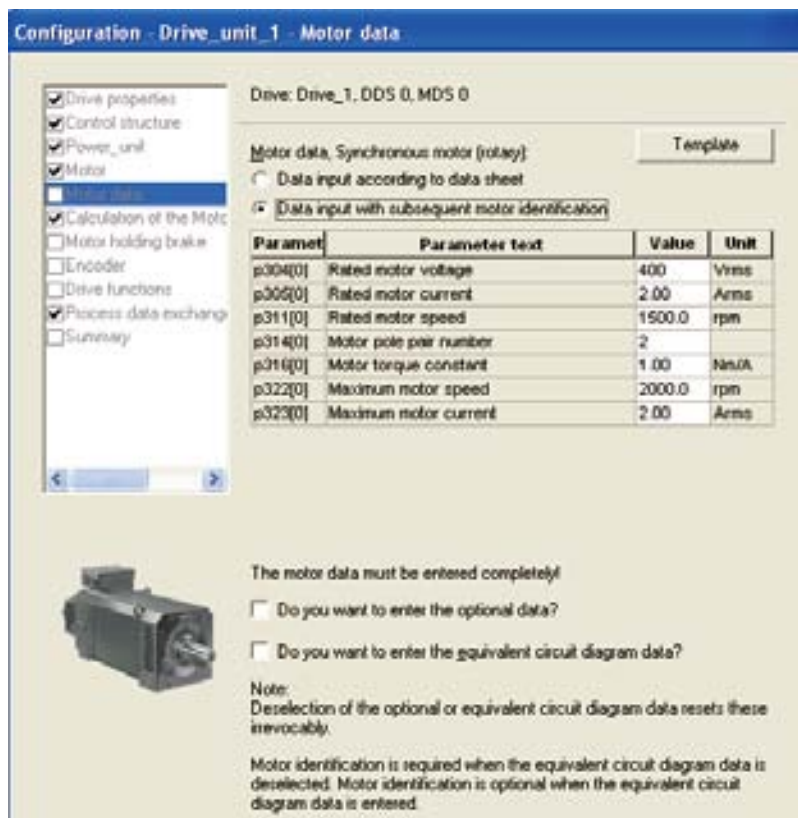 Configuration - Drive_unit_1 - Motor data
Drive properties
Control structure
Power_unit
Motor
Motor data
Calculation of the Moto
Motor holding brake
Encoder
Drive functions
Process data exchang
Summary
Drive: Drive_1, DDS 0, MDS 0
Motor data, Synchronous motor (rotary):
Template
Data input according to data sheet
Data input with subsequent motor identification
Paramet Parameter text Value Unit
p304[0] Rated motor voltage 400 Vrms
p305[0] Rated motor current 2.00 Arms
p311[0] Rated motor speed 1500.0 rpm
p314[0] Motor pole pair number 2
p316[0] Motor torque constant 1.00 Nm/A
p322[0] Maximum motor speed 2000.0 rpm
p323[0] Maximum motor current 2.00 Arms
The motor data must be entered completely!
Do you want to enter the optional data?
Do you want to enter the equivalent circuit diagram data?
Note:
Deselection of the optional or equivalent circuit diagram data resets these
irrevocably.
Motor identification is required when the equivalent circuit diagram data is
deselected. Motor identification is optional when the equivalent circuit
diagram data is entered.